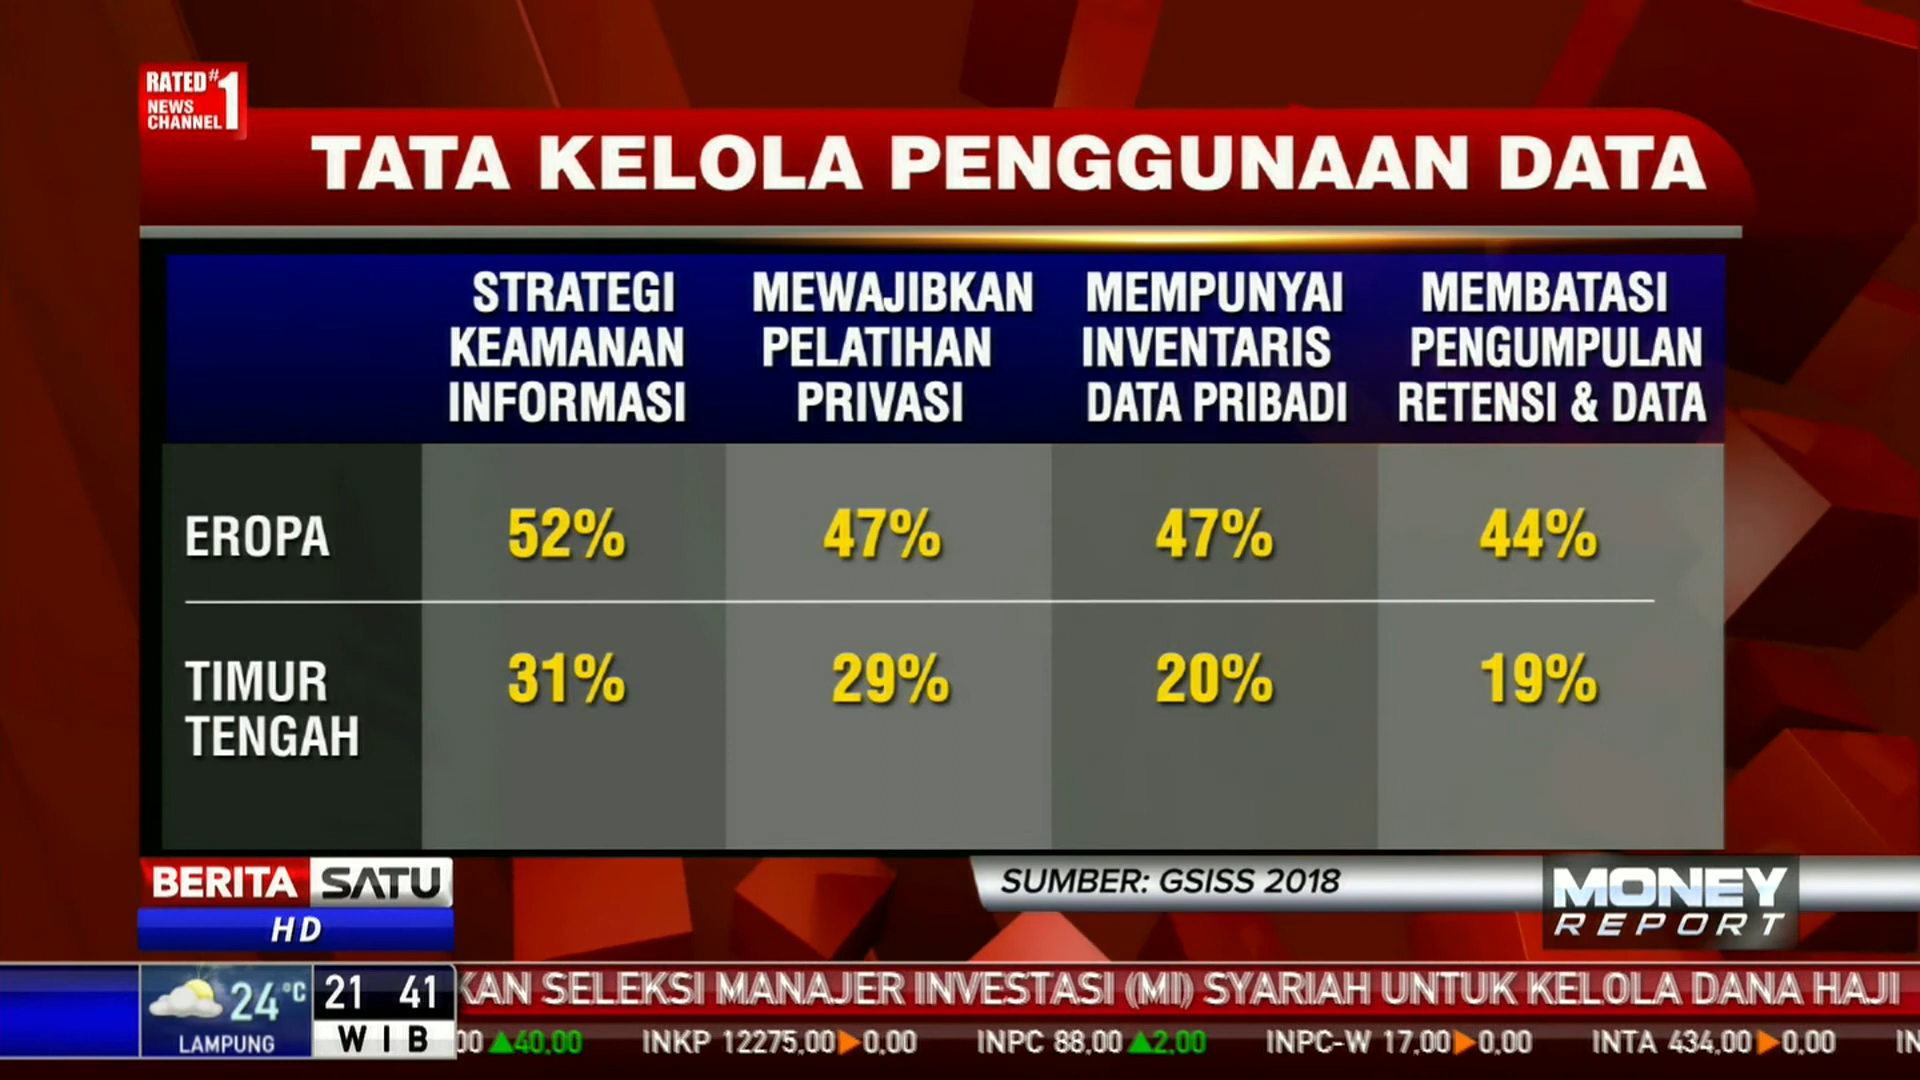 RATED #1
NEWS
CHANNEL
TATA KELOLA PENGGUNAAN DATA
STRATEGI KEAMANAN INFORMASI
MEWAJIBKAN PELATIHAN PRIVASI
MEMPUNYAI INVENTARIS DATA PRIBADI
MEMBATASI PENGUMPULAN RETENSI & DATA
EROPA 52% 47% 47% 44%
TIMUR TENGAH 31% 29% 20% 19%
BERITA SATU
HD
SUMBER: GSISS 2018
MONEY
REPORT
24°C
LAMPUNG
21 41
WIB
KAN SELEKSI MANAJER INVESTASI (MI) SYARIAH UNTUK KELOLA DANA HAJI
00 ▲40,00 INKP 12275,00 ▶0,00 INPC 88,00 ▲2,00 INPC-W 17,00 ▶0,00 INTA 434,00 ▶0,00 IN